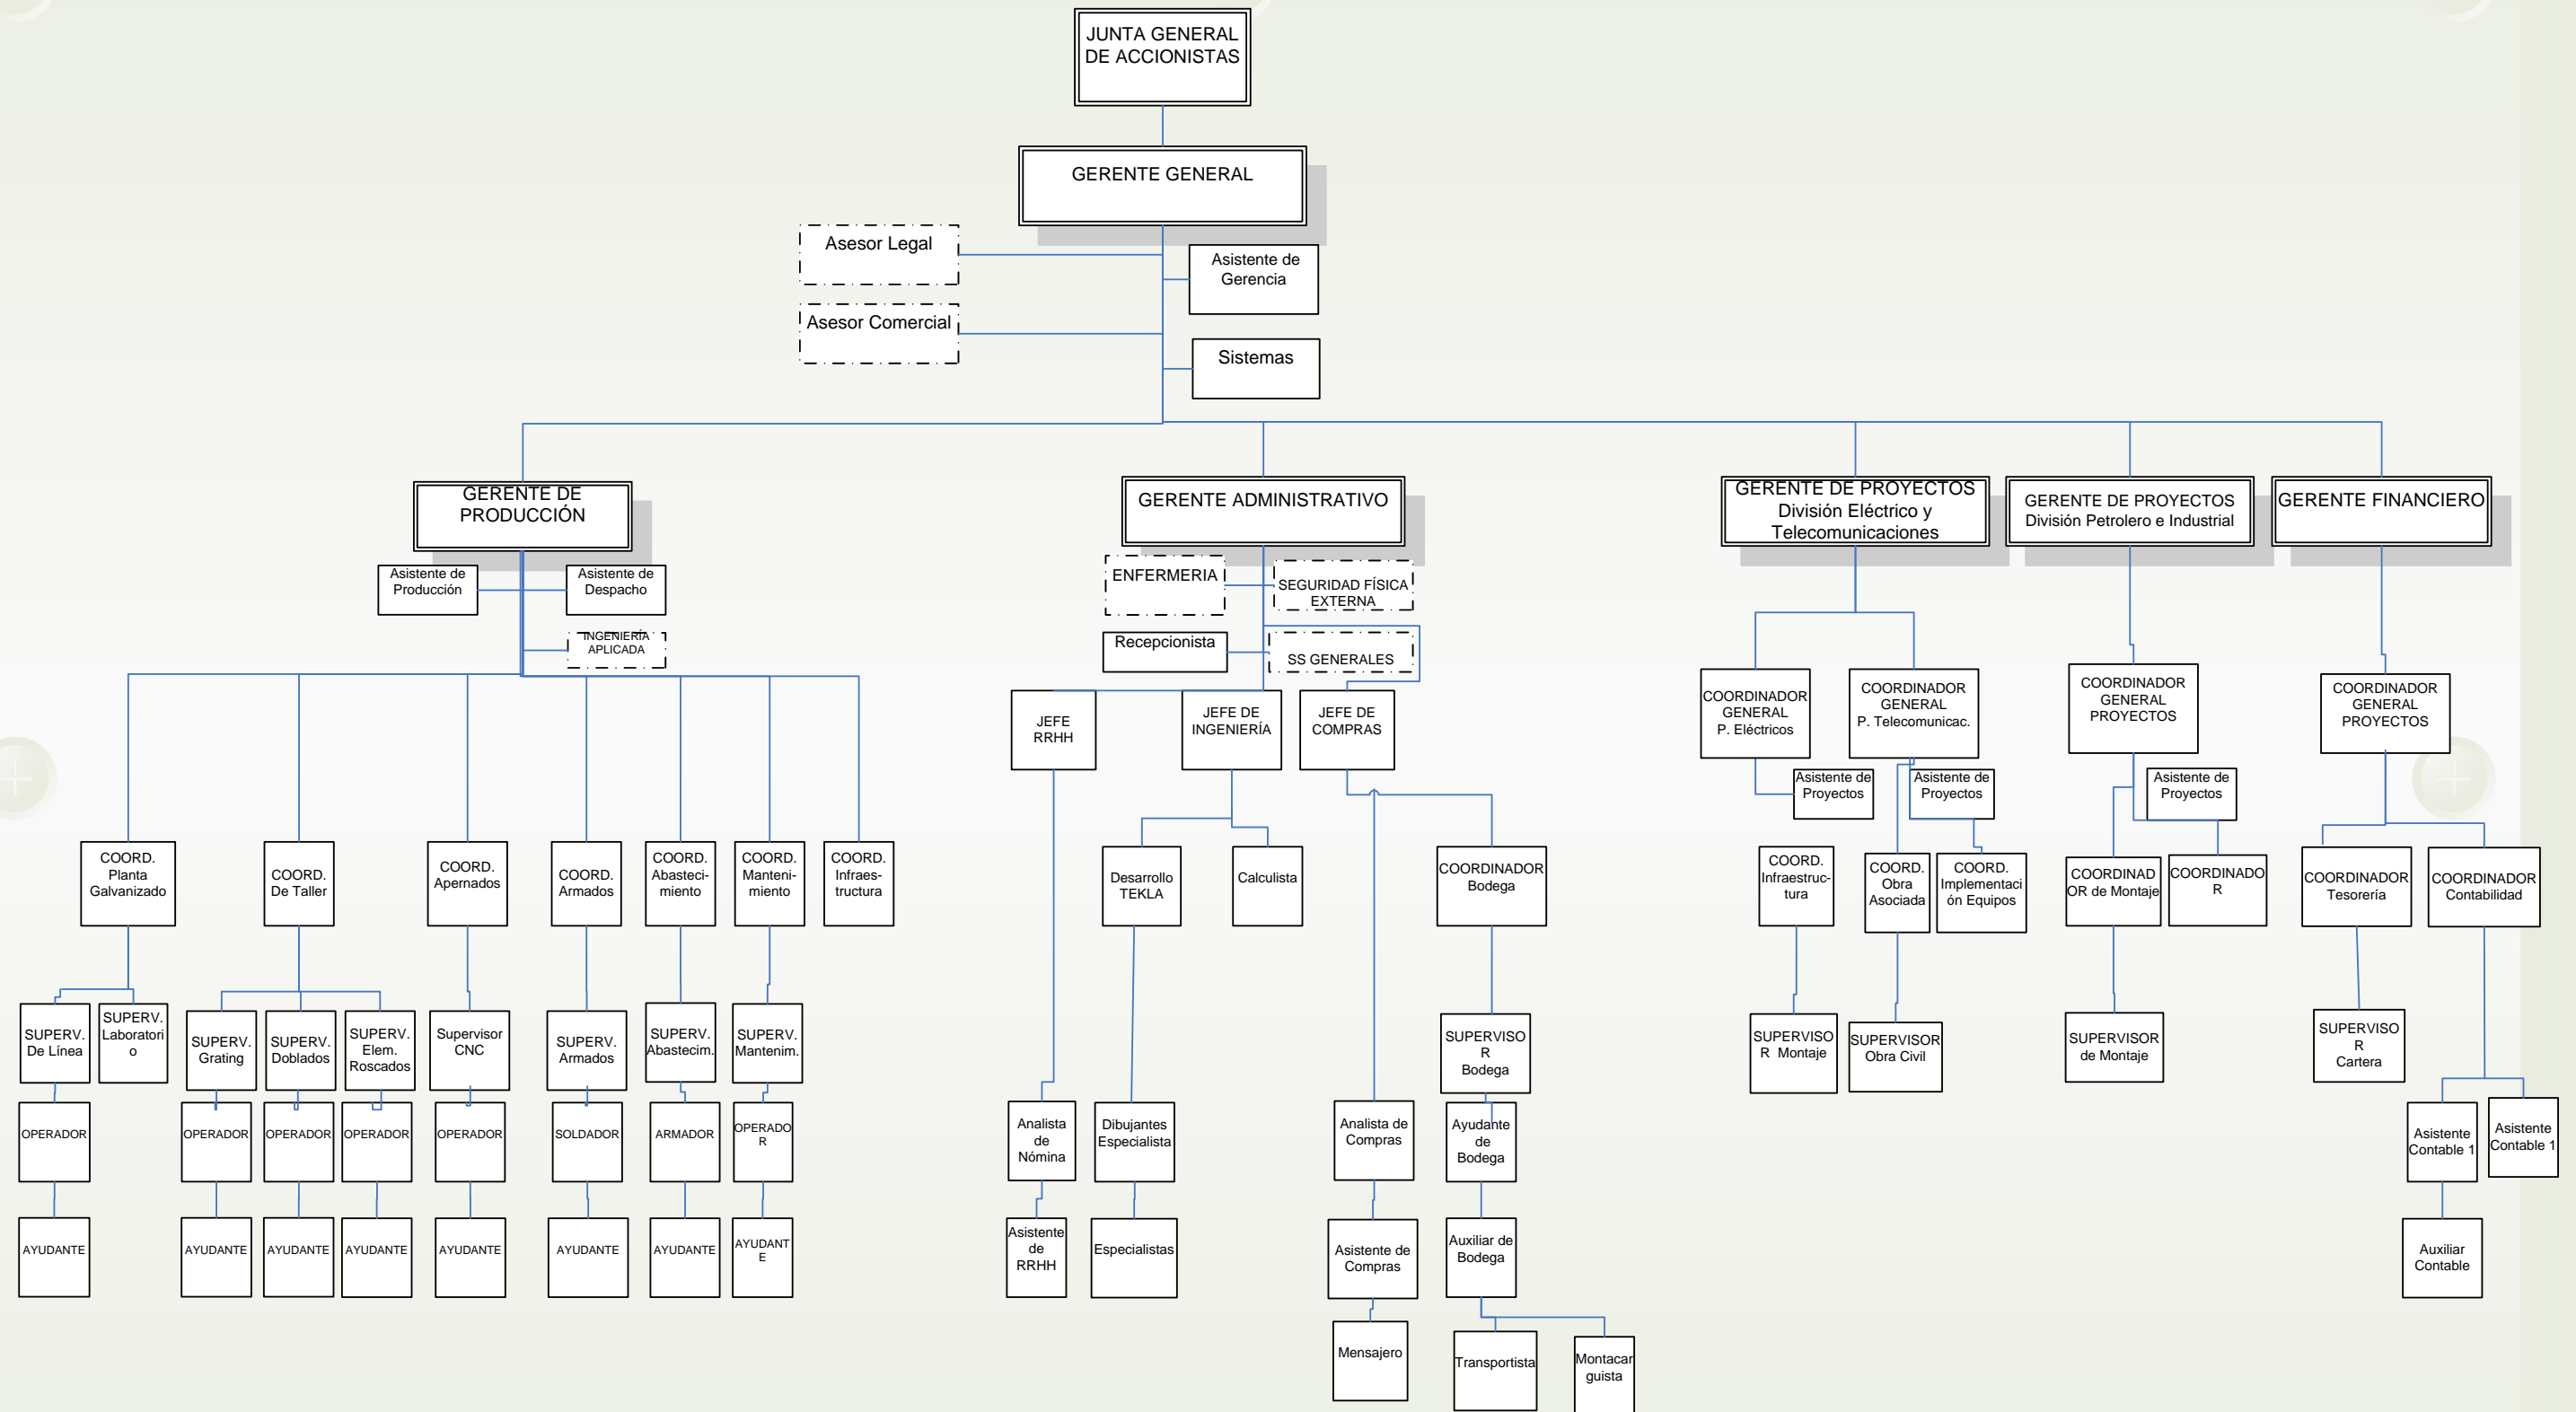 JUNTA GENERAL
DE ACCIONISTAS
GERENTE GENERAL
Asesor Legal
Asistente de
Gerencia
Asesor Comercial
Sistemas
GERENTE DE
PRODUCCIÓN
GERENTE ADMINISTRATIVO
GERENTE DE PROYECTOS
División Eléctrico y
Telecomunicaciones
GERENTE DE PROYECTOS
División Petrolero e Industrial
GERENTE FINANCIERO
Asistente de
Producción
Asistente de
Despacho
INGENIERÍA
APLICADA
ENFERMERIA
SEGURIDAD FÍSICA
EXTERNA
Recepcionista
SS GENERALES
JEFE
RRHH
JEFE DE
INGENIERÍA
JEFE DE
COMPRAS
COORDINADOR
GENERAL
P. Eléctricos
COORDINADOR
GENERAL
P. Telecomunicac.
COORDINADOR
GENERAL
PROYECTOS
COORDINADOR
GENERAL
PROYECTOS
Asistente de
Proyectos
Asistente de
Proyectos
Asistente de
Proyectos
COORD.
Planta
Galvanizado
COORD.
De Taller
COORD.
Apernados
COORD.
Armados
COORD.
Abasteci-
miento
COORD.
Manteni-
miento
COORD.
Infraes-
tructura
Desarrollo
TEKLA
Calculista
COORDINADOR
Bodega
COORD.
Infraestruc-
tura
COORD.
Obra
Asociada
COORD.
Implementaci
ón Equipos
COORDINAD
OR de Montaje
COORDINADO
R
COORDINADOR
Tesorería
COORDINADOR
Contabilidad
SUPERV.
De Línea
SUPERV.
Laboratori
o
SUPERV.
Grating
SUPERV.
Doblados
SUPERV.
Elem.
Roscados
Supervisor
CNC
SUPERV.
Armados
SUPERV.
Abastecim.
SUPERV.
Mantenim.
SUPERVISO
R
Bodega
SUPERVISO
R Montaje
SUPERVISOR
Obra Civil
SUPERVISOR
de Montaje
SUPERVISO
R
Cartera
OPERADOR
OPERADOR
OPERADOR
OPERADOR
OPERADOR
SOLDADOR
ARMADOR
OPERADO
R
Analista
de
Nómina
Dibujantes
Especialista
Analista de
Compras
Ayudante
de
Bodega
Asistente
Contable 1
Asistente
Contable 1
AYUDANTE
AYUDANTE
AYUDANTE
AYUDANTE
AYUDANTE
AYUDANTE
AYUDANTE
AYUDANT
E
Asistente
de
RRHH
Especialistas
Asistente de
Compras
Auxiliar de
Bodega
Auxiliar
Contable
Mensajero
Transportista
Montacar
guista